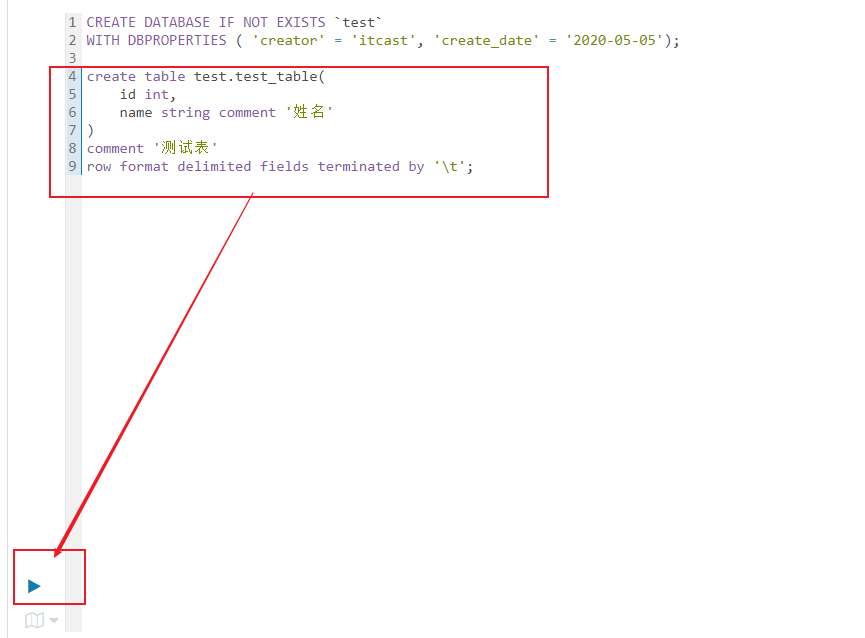 1 CREATE DATABASE IF NOT EXISTS `test`
2 WITH DBPROPERTIES ( 'creator' = 'itcast', 'create_date' = '2020-05-05');
3
4 create table test.test_table(
5     id int,
6     name string comment '姓名'
7 )
8 comment '测试表'
9 row format delimited fields terminated by '\t';